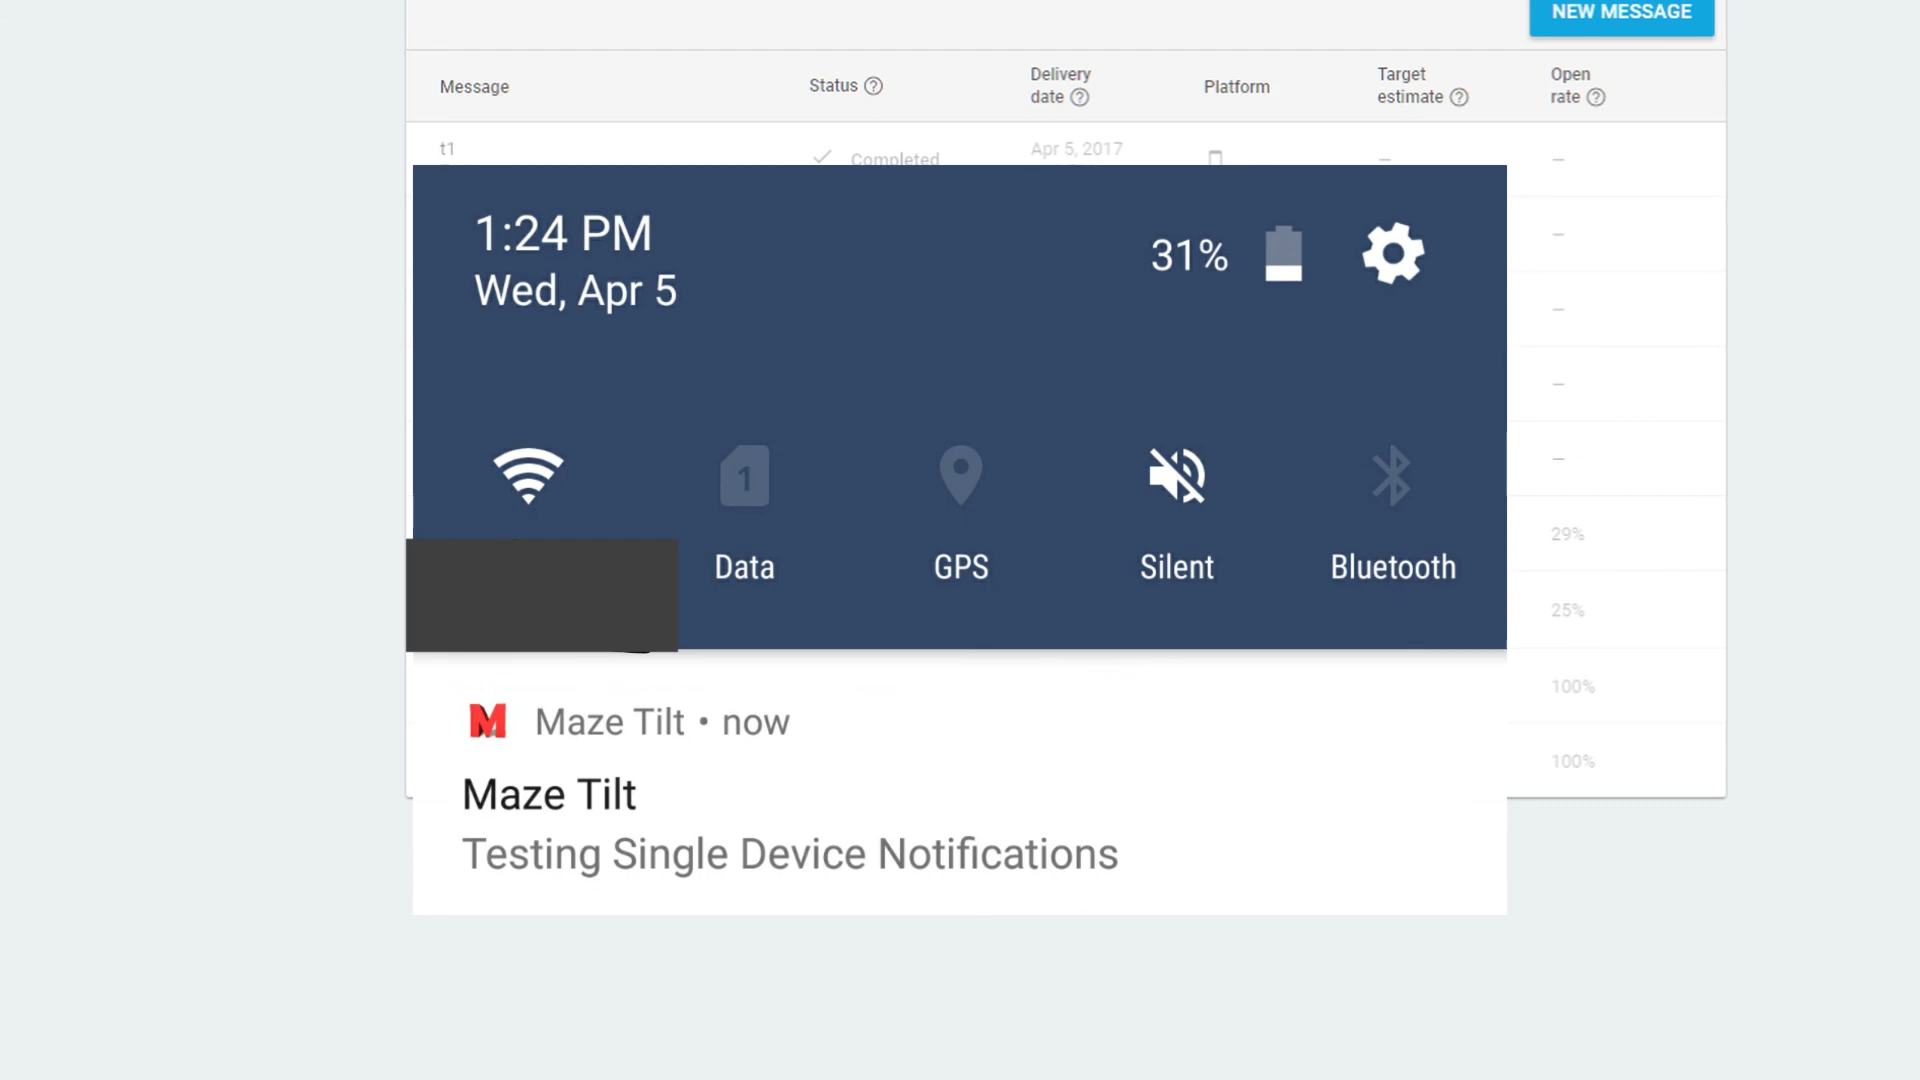 NEW MESSAGE
Message
Status
Delivery
date
Platform
Target
estimate
Open
rate
t1
Completed
Apr 5, 2017
1:24 PM
Wed, Apr 5
31%
1
Data
GPS
Silent
Bluetooth
29%
25%
100%
100%
Maze Tilt • now
Maze Tilt
Testing Single Device Notifications